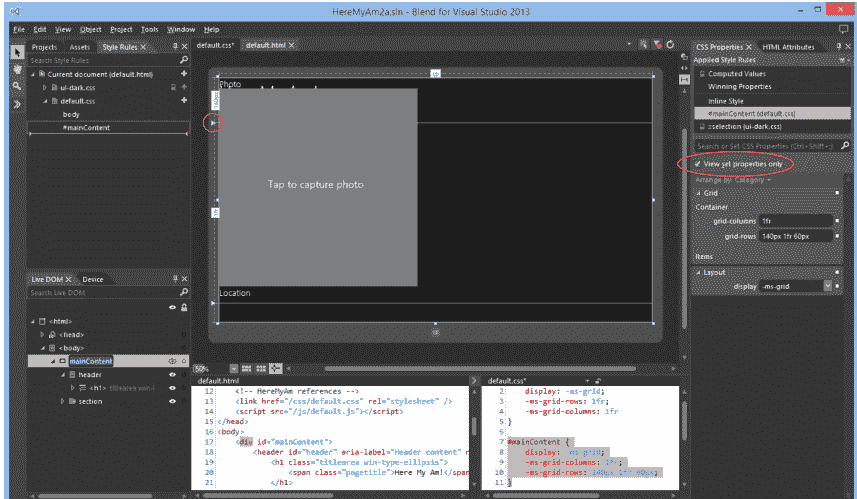 HereMyAm2a.sln - Blend for Visual Studio 2013
File Edit View Object Project Tools Window Help
Projects Assets Style Rules
Search Style Rules
Current document (default.html)
ui-dark.css
default.css
body
#mainContent
default.css* default.html
Photo
Tap to capture photo
1fr
Location
CSS Properties HTML Attributes
Applied Style Rules
Computed Values
Winning Properties
Inline Style
#mainContent (default.css)
::selection (ui-dark.css)
Search or Set CSS Properties (Ctrl+Shift+;)
View set properties only
Arrange by: Category
Grid
Container
grid-columns 1fr
grid-rows 140px 1fr 60px
Items
Layout
display -ms-grid
Live DOM Device
Search Live DOM
<html>
<head>
<body>
mainContent
header
<h1> titlearea win-t
section
50%
default.html
12 <!-- HereMyAm references -->
13 <link href="/css/default.css" rel="stylesheet" />
14 <script src="/js/default.js"></script>
15 </head>
16 <body>
17 <div id="mainContent">
18 <header id="header" aria-label="Header content" r
19 <h1 class="titlearea win-type-ellipsis">
20 <span class="pagetitle">Here My Am!</span
21 </h1>
default.css*
2 display: -ms-grid;
3 -ms-grid-rows: 1fr;
4 -ms-grid-columns: 1fr
5 }
6
7 #mainContent {
8 display: -ms-grid;
9 -ms-grid-columns: 1fr;
10 -ms-grid-rows: 140px 1fr 60px;
11 }